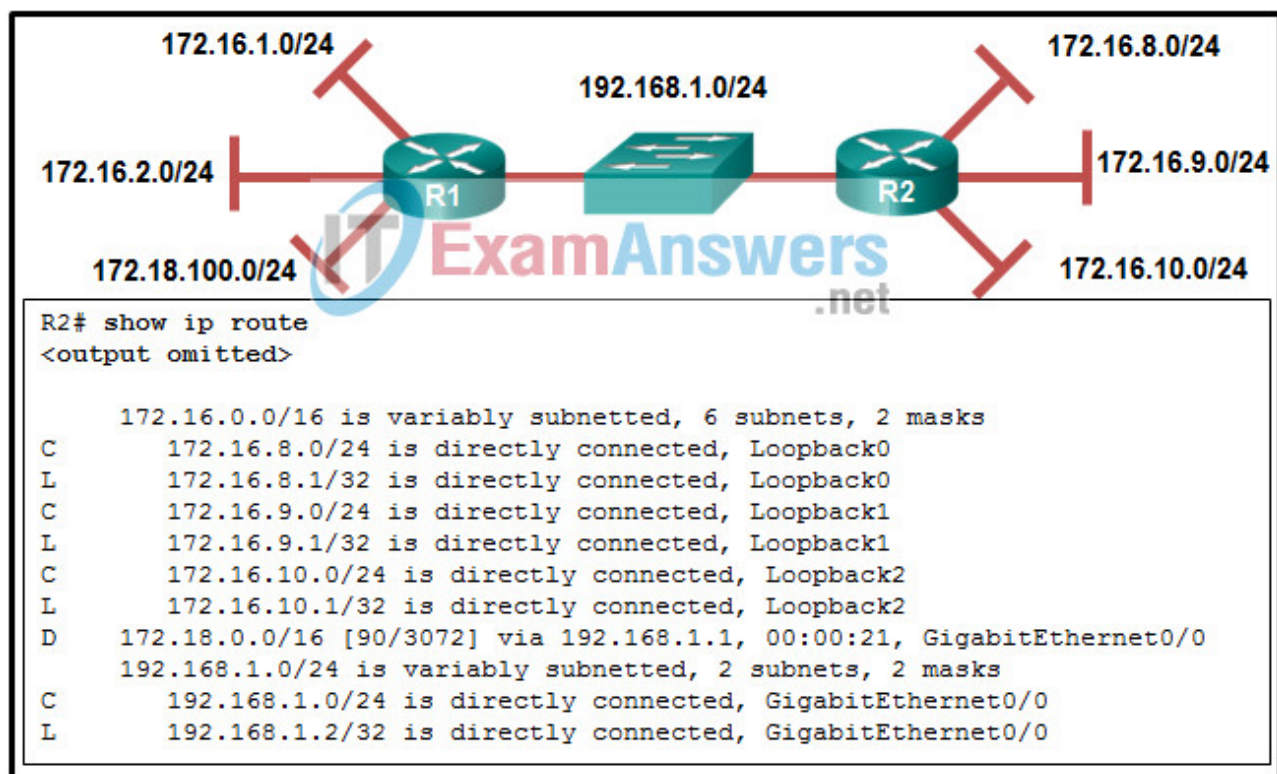 172.16.1.0/24
172.16.8.0/24
192.168.1.0/24
172.16.2.0/24
172.16.9.0/24
R1
R2
172.18.100.0/24
172.16.10.0/24
IT ExamAnswers
.net
R2# show ip route
<output omitted>
172.16.0.0/16 is variably subnetted, 6 subnets, 2 masks
C 172.16.8.0/24 is directly connected, Loopback0
L 172.16.8.1/32 is directly connected, Loopback0
C 172.16.9.0/24 is directly connected, Loopback1
L 172.16.9.1/32 is directly connected, Loopback1
C 172.16.10.0/24 is directly connected, Loopback2
L 172.16.10.1/32 is directly connected, Loopback2
D 172.18.0.0/16 [90/3072] via 192.168.1.1, 00:00:21, GigabitEthernet0/0
192.168.1.0/24 is variably subnetted, 2 subnets, 2 masks
C 192.168.1.0/24 is directly connected, GigabitEthernet0/0
L 192.168.1.2/32 is directly connected, GigabitEthernet0/0